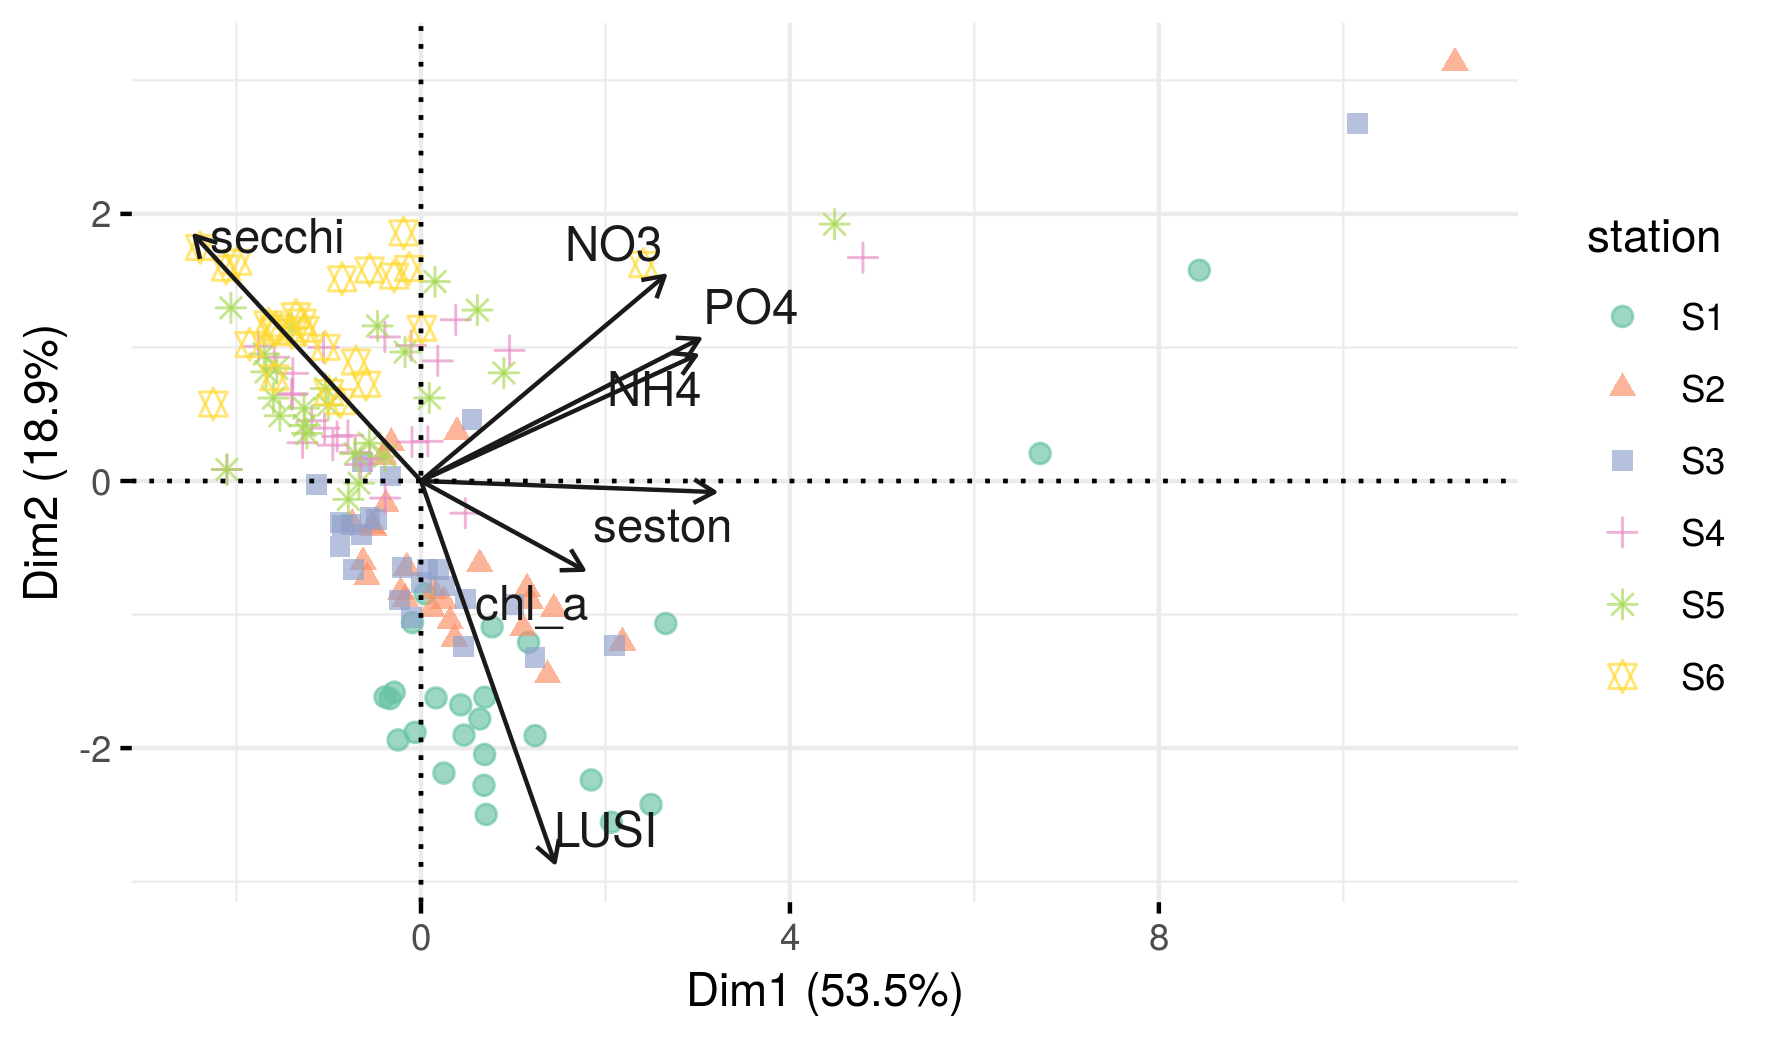 secchi
NO3
PO4
NH4
seston
chl_a
LUSI
2
0
-2
0
4
8
Dim1 (53.5%)
Dim2 (18.9%)
station
S1
S2
S3
S4
S5
S6